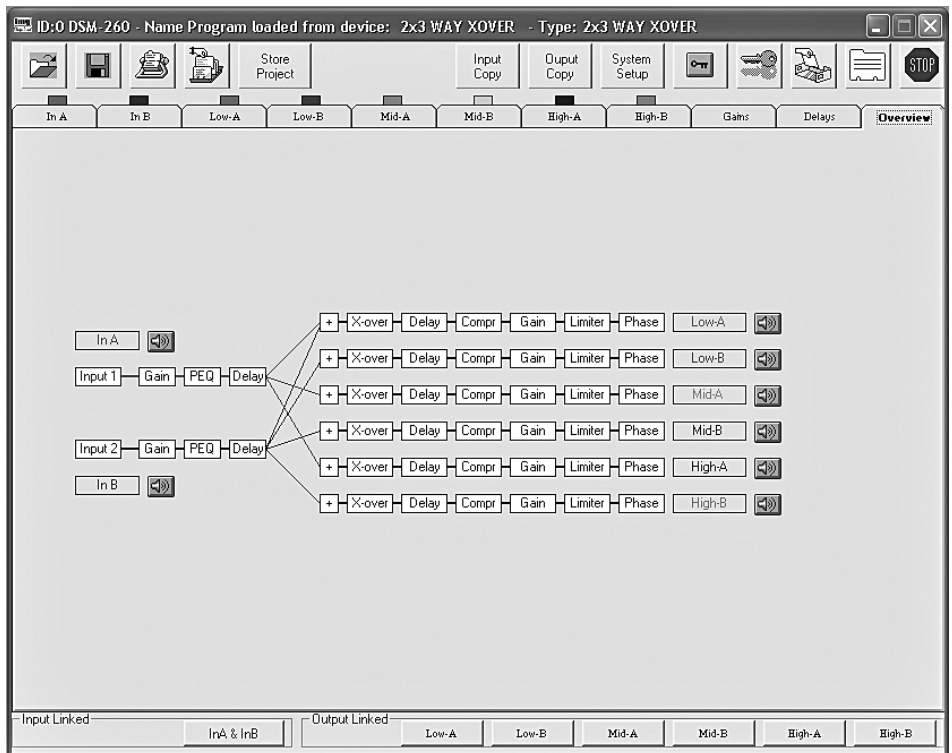 ID:0 DSM-260 - Name Program loaded from device: 2x3 WAY XOVER - Type: 2x3 WAY XOVER
Store Project
Input Copy
Ouput Copy
System Setup
STOP
In A In B Low-A Low-B Mid-A Mid-B High-A High-B Gains Delays Overview
+ X-over Delay Compr Gain Limiter Phase Low-A
In A
+ X-over Delay Compr Gain Limiter Phase Low-B
Input 1 Gain PEQ Delay
+ X-over Delay Compr Gain Limiter Phase Mid-A
+ X-over Delay Compr Gain Limiter Phase Mid-B
Input 2 Gain PEQ Delay
+ X-over Delay Compr Gain Limiter Phase High-A
In B
+ X-over Delay Compr Gain Limiter Phase High-B
Input Linked Output Linked
InA & InB Low-A Low-B Mid-A Mid-B High-A High-B